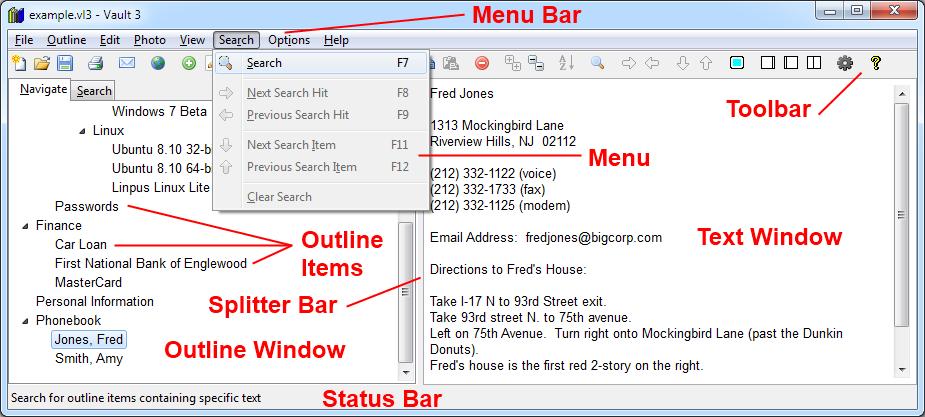 example.vl3 - Vault 3
Menu Bar
File Outline Edit Photo View Search Options Help
Search F7
Next Search Hit F8
Previous Search Hit F9
Next Search Item F11
Previous Search Item F12
Clear Search
Toolbar
Menu
Navigate Search
Windows 7 Beta
Linux
Ubuntu 8.10 32-b
Ubuntu 8.10 64-b
Linpus Linux Lite
Passwords
Finance
Car Loan
First National Bank of Englewood
MasterCard
Personal Information
Phonebook
Jones, Fred
Smith, Amy
Outline
Items
Splitter Bar
Outline Window
Fred Jones
1313 Mockingbird Lane
Riverview Hills, NJ  02112
(212) 332-1122 (voice)
(212) 332-1733 (fax)
(212) 332-1125 (modem)
Email Address:  fredjones@bigcorp.com
Text Window
Directions to Fred's House:
Take I-17 N to 93rd Street exit.
Take 93rd street N. to 75th avenue.
Left on 75th Avenue.  Turn right onto Mockingbird Lane (past the Dunkin
Donuts).
Fred's house is the first red 2-story on the right.
Search for outline items containing specific text
Status Bar